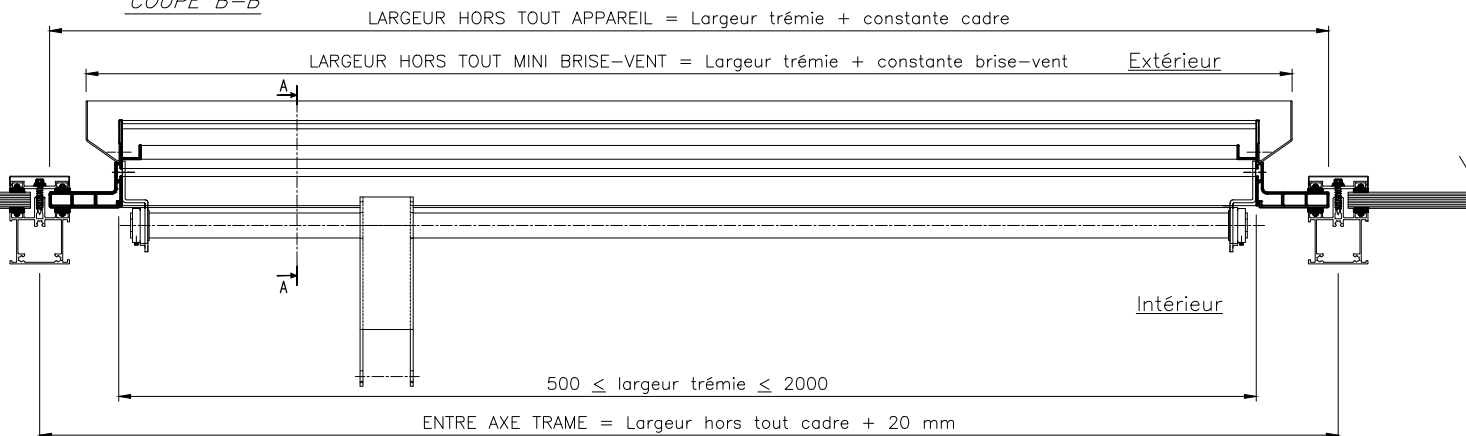 COUPE B-B
LARGEUR HORS TOUT APPAREIL = Largeur trémie + constante cadre
LARGEUR HORS TOUT MINI BRISE-VENT = Largeur trémie + constante brise-vent
Extérieur
A
A
Intérieur
500 ≤ largeur trémie ≤ 2000
ENTRE AXE TRAME = Largeur hors tout cadre + 20 mm